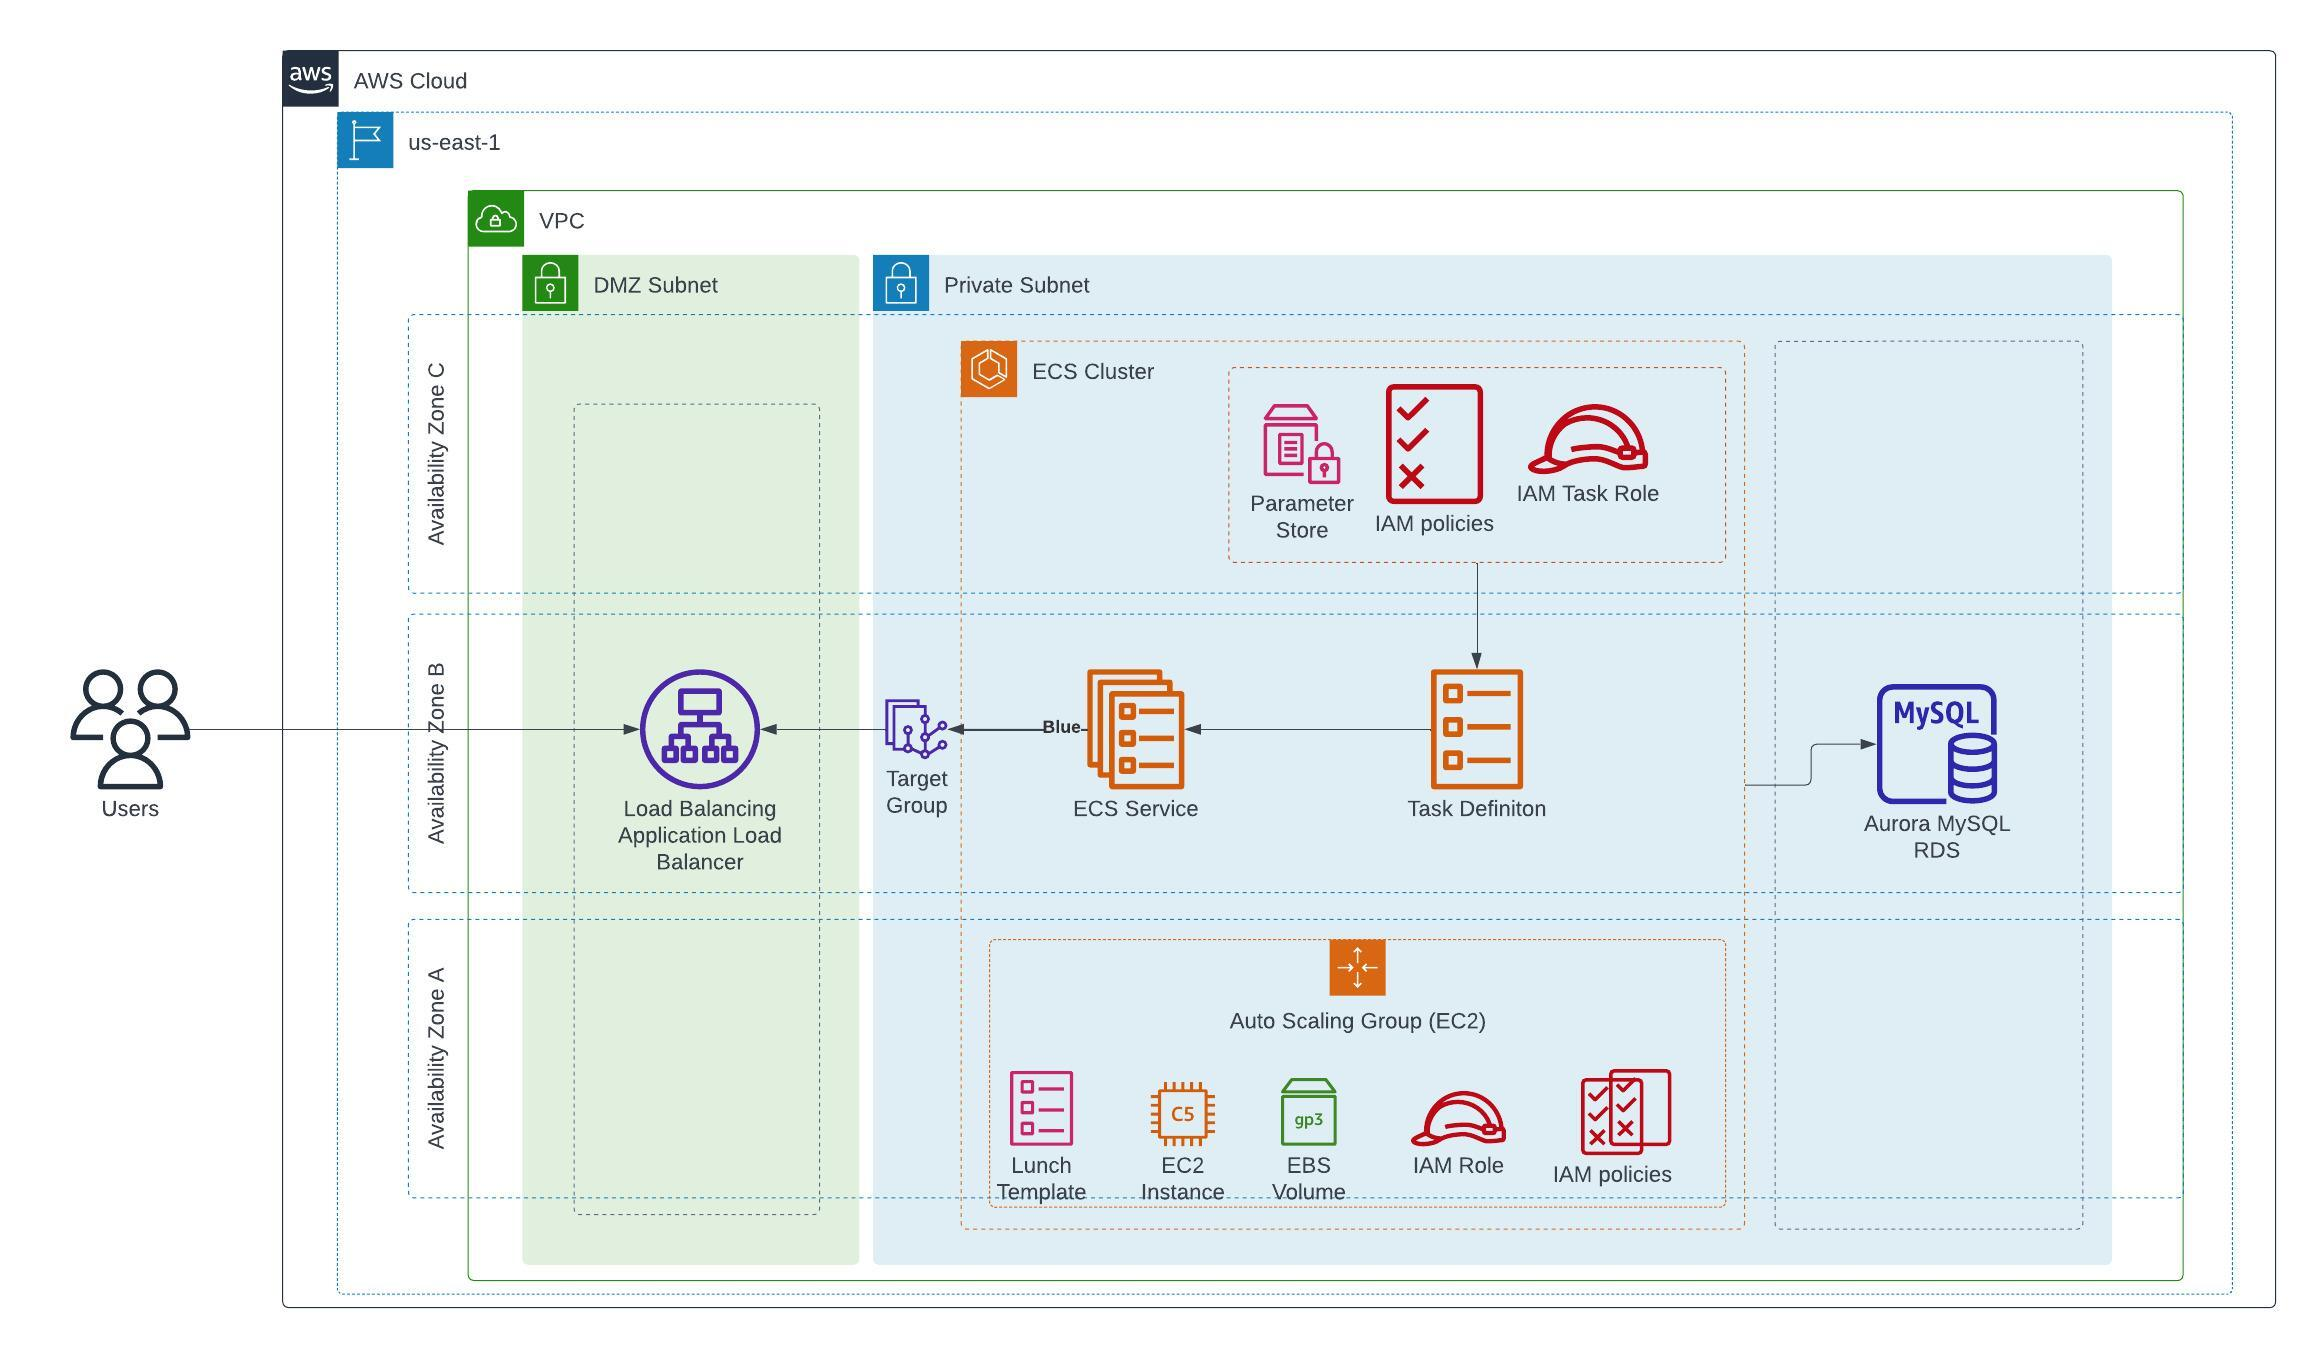 aws
AWS Cloud
us-east-1
VPC
DMZ Subnet
Private Subnet
Availability Zone C
ECS Cluster
Parameter
Store
IAM policies
IAM Task Role
Availability Zone B
Users
Load Balancing
Application Load
Balancer
Target
Group
Blue
ECS Service
Task Definiton
MySQL
Aurora MySQL
RDS
Availability Zone A
Auto Scaling Group (EC2)
Lunch
Template
C5
EC2
Instance
gp3
EBS
Volume
IAM Role
IAM policies